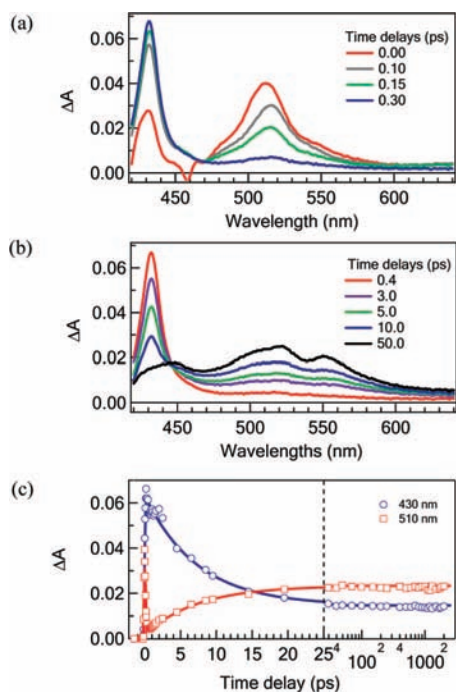 (a)
Time delays (ps)
0.00
0.10
0.15
0.30
0.06
0.04
0.02
0.00
ΔA
450 500 550 600
Wavelength (nm)
(b)
Time delays (ps)
0.4
3.0
5.0
10.0
50.0
0.06
0.04
0.02
0.00
ΔA
450 500 550 600
Wavelengths (nm)
(c)
430 nm
510 nm
0.06
0.04
0.02
0.00
ΔA
0 5 10 15 20 25 4 100 2 4 1000 2
Time delay (ps)